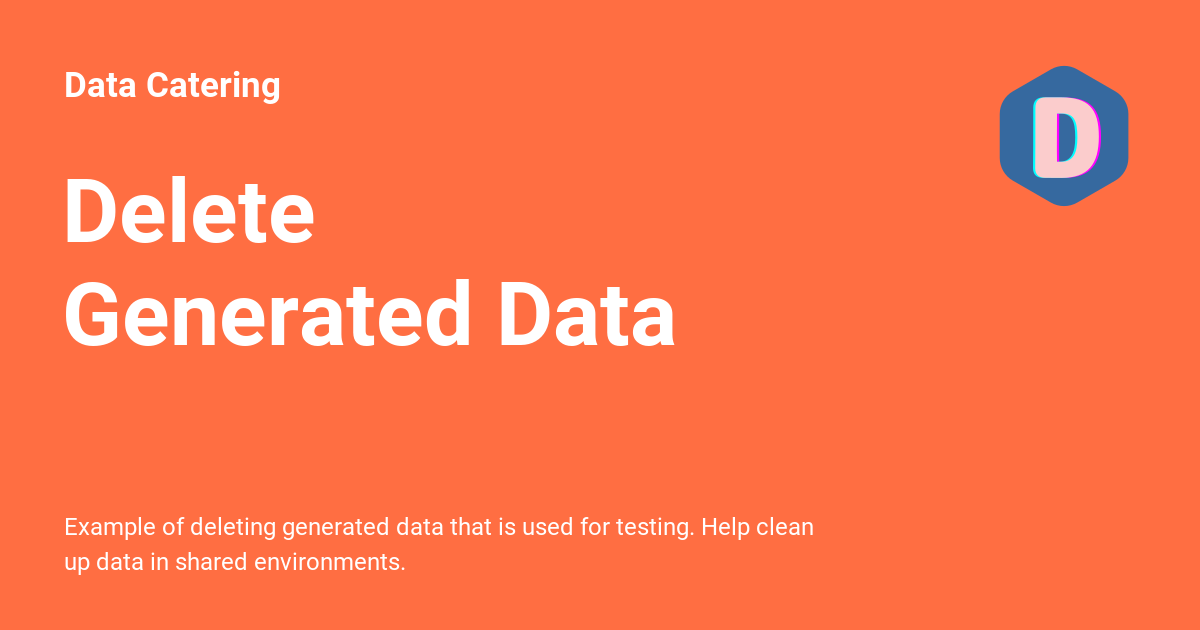 Data Catering
D
Delete
Generated Data
Example of deleting generated data that is used for testing. Help clean
up data in shared environments.